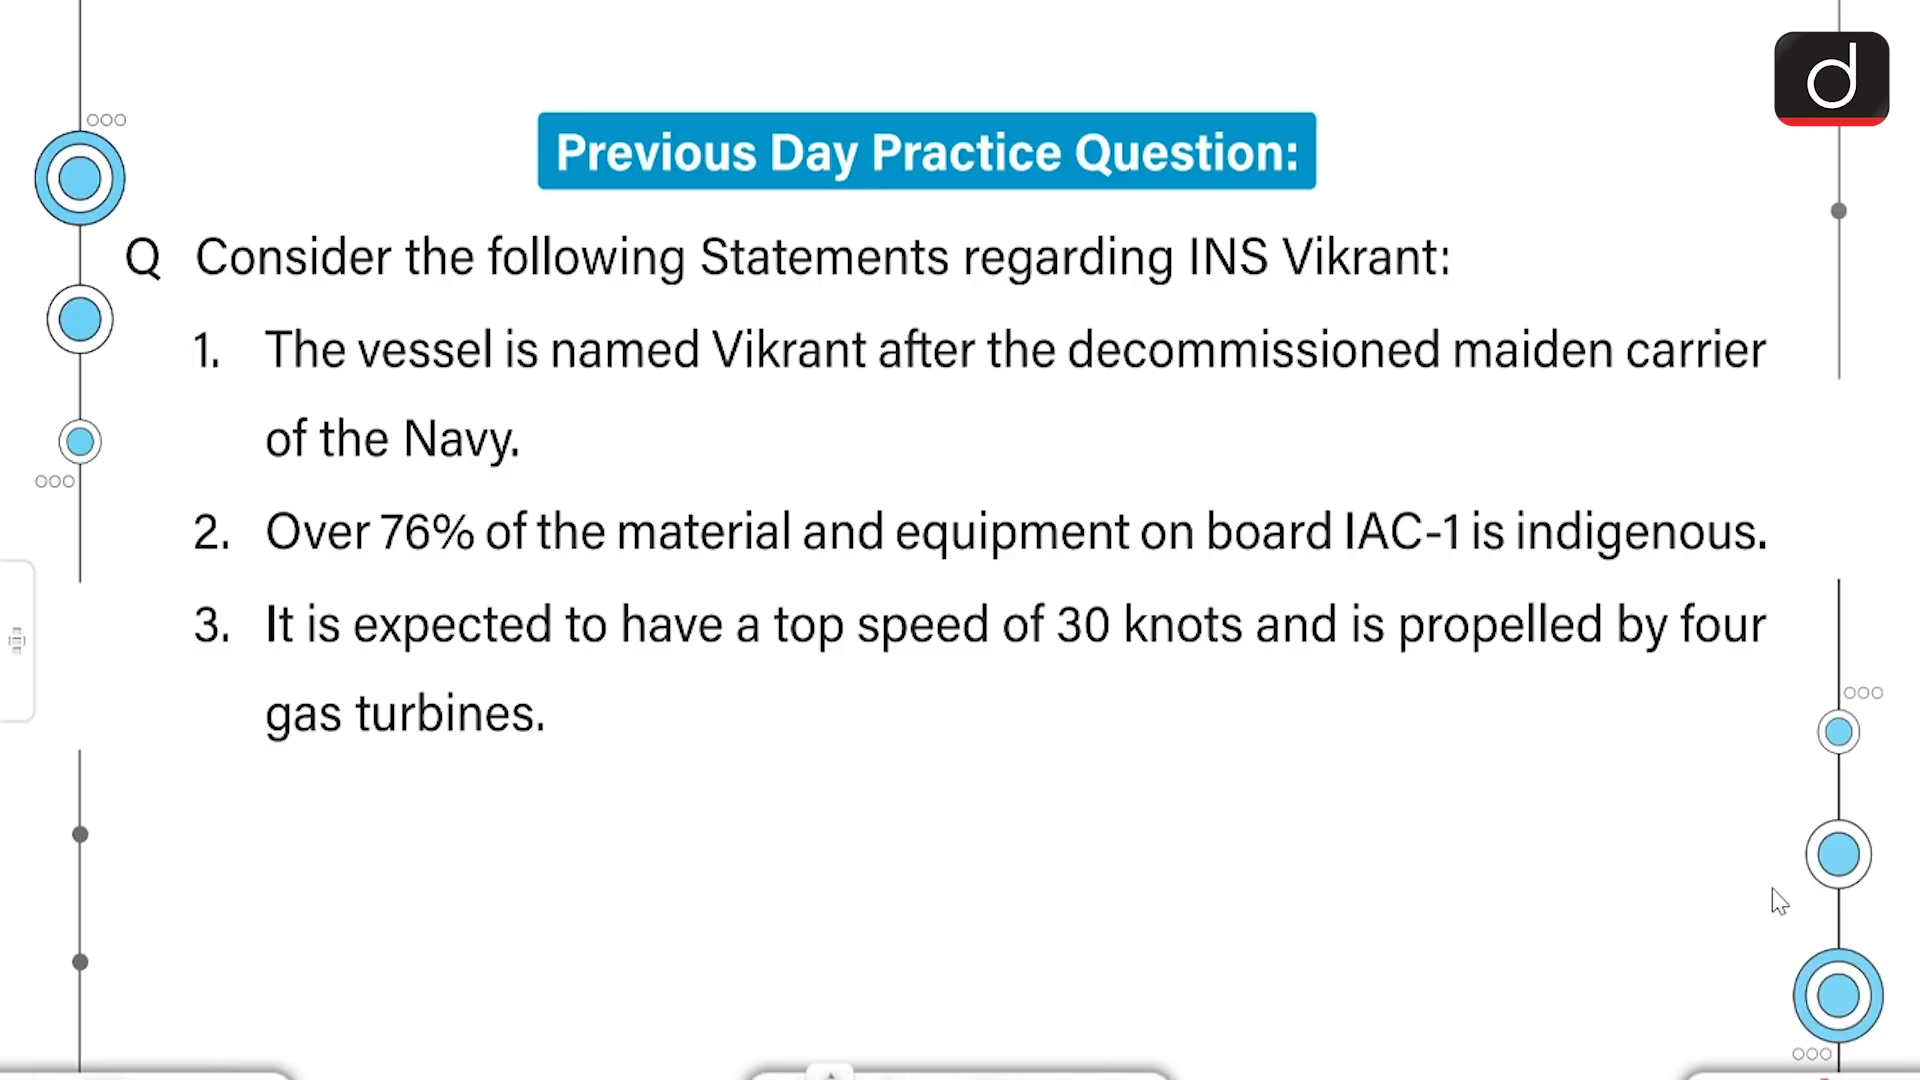 d
Previous Day Practice Question:
Q Consider the following Statements regarding INS Vikrant:
1. The vessel is named Vikrant after the decommissioned maiden carrier
of the Navy.
2. Over 76% of the material and equipment on board IAC-1 is indigenous.
3. It is expected to have a top speed of 30 knots and is propelled by four
gas turbines.